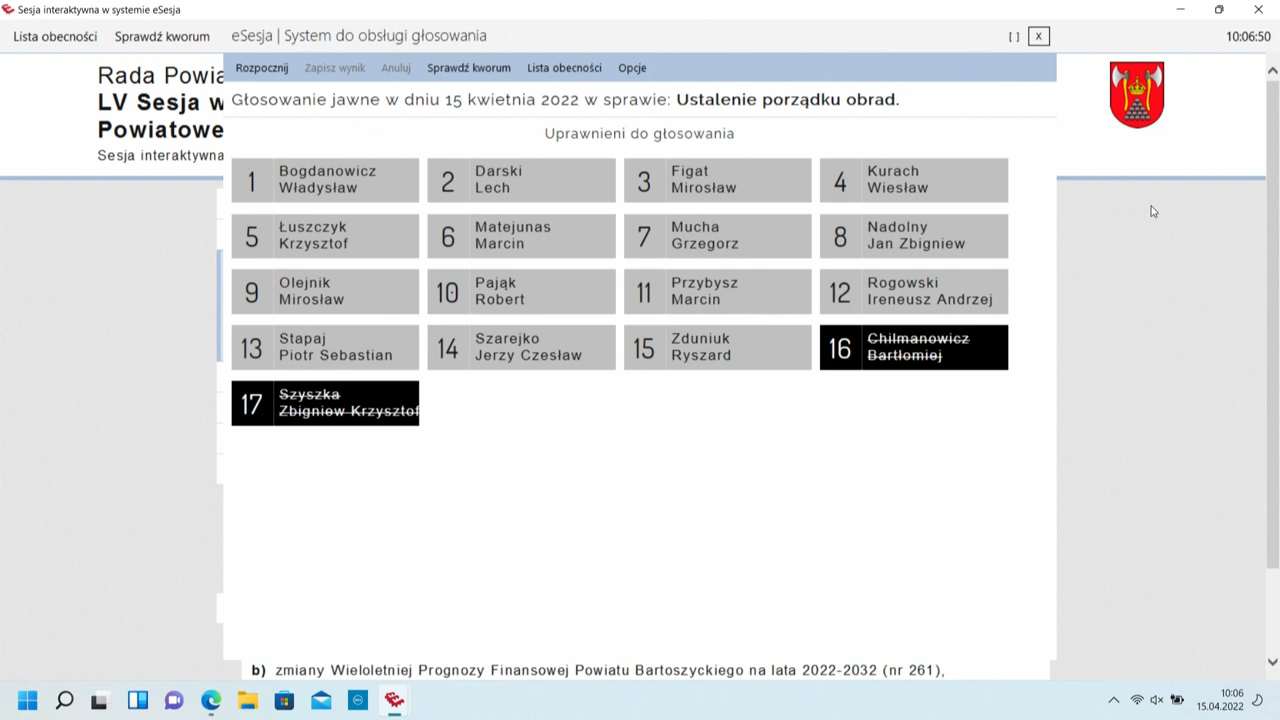 Sesja interaktywna w systemie eSesja
Lista obecności Sprawdź kworum
eSesja | System do obsługi głosowania
[ ] X
10:06:50
Rozpocznij Zapisz wynik Anuluj Sprawdź kworum Lista obecności Opcje
Rada Powia
LV Sesja w
Powiatowe
Sesja interaktywna
Głosowanie jawne w dniu 15 kwietnia 2022 w sprawie: Ustalenie porządku obrad.
Uprawnieni do głosowania
1 Bogdanowicz
Władysław
2 Darski
Lech
3 Figat
Mirosław
4 Kurach
Wiesław
5 Łuszczyk
Krzysztof
6 Matejunas
Marcin
7 Mucha
Grzegorz
8 Nadolny
Jan Zbigniew
9 Olejnik
Mirosław
10 Pająk
Robert
11 Przybysz
Marcin
12 Rogowski
Ireneusz Andrzej
13 Stapaj
Piotr Sebastian
14 Szarejko
Jerzy Czesław
15 Zduniuk
Ryszard
16 Chilmanowicz
Bartłomiej
17 Szyszka
Zbigniew Krzysztof
b) zmiany Wieloletniej Prognozy Finansowej Powiatu Bartoszyckiego na lata 2022-2032 (nr 261),
10:06
15.04.2022